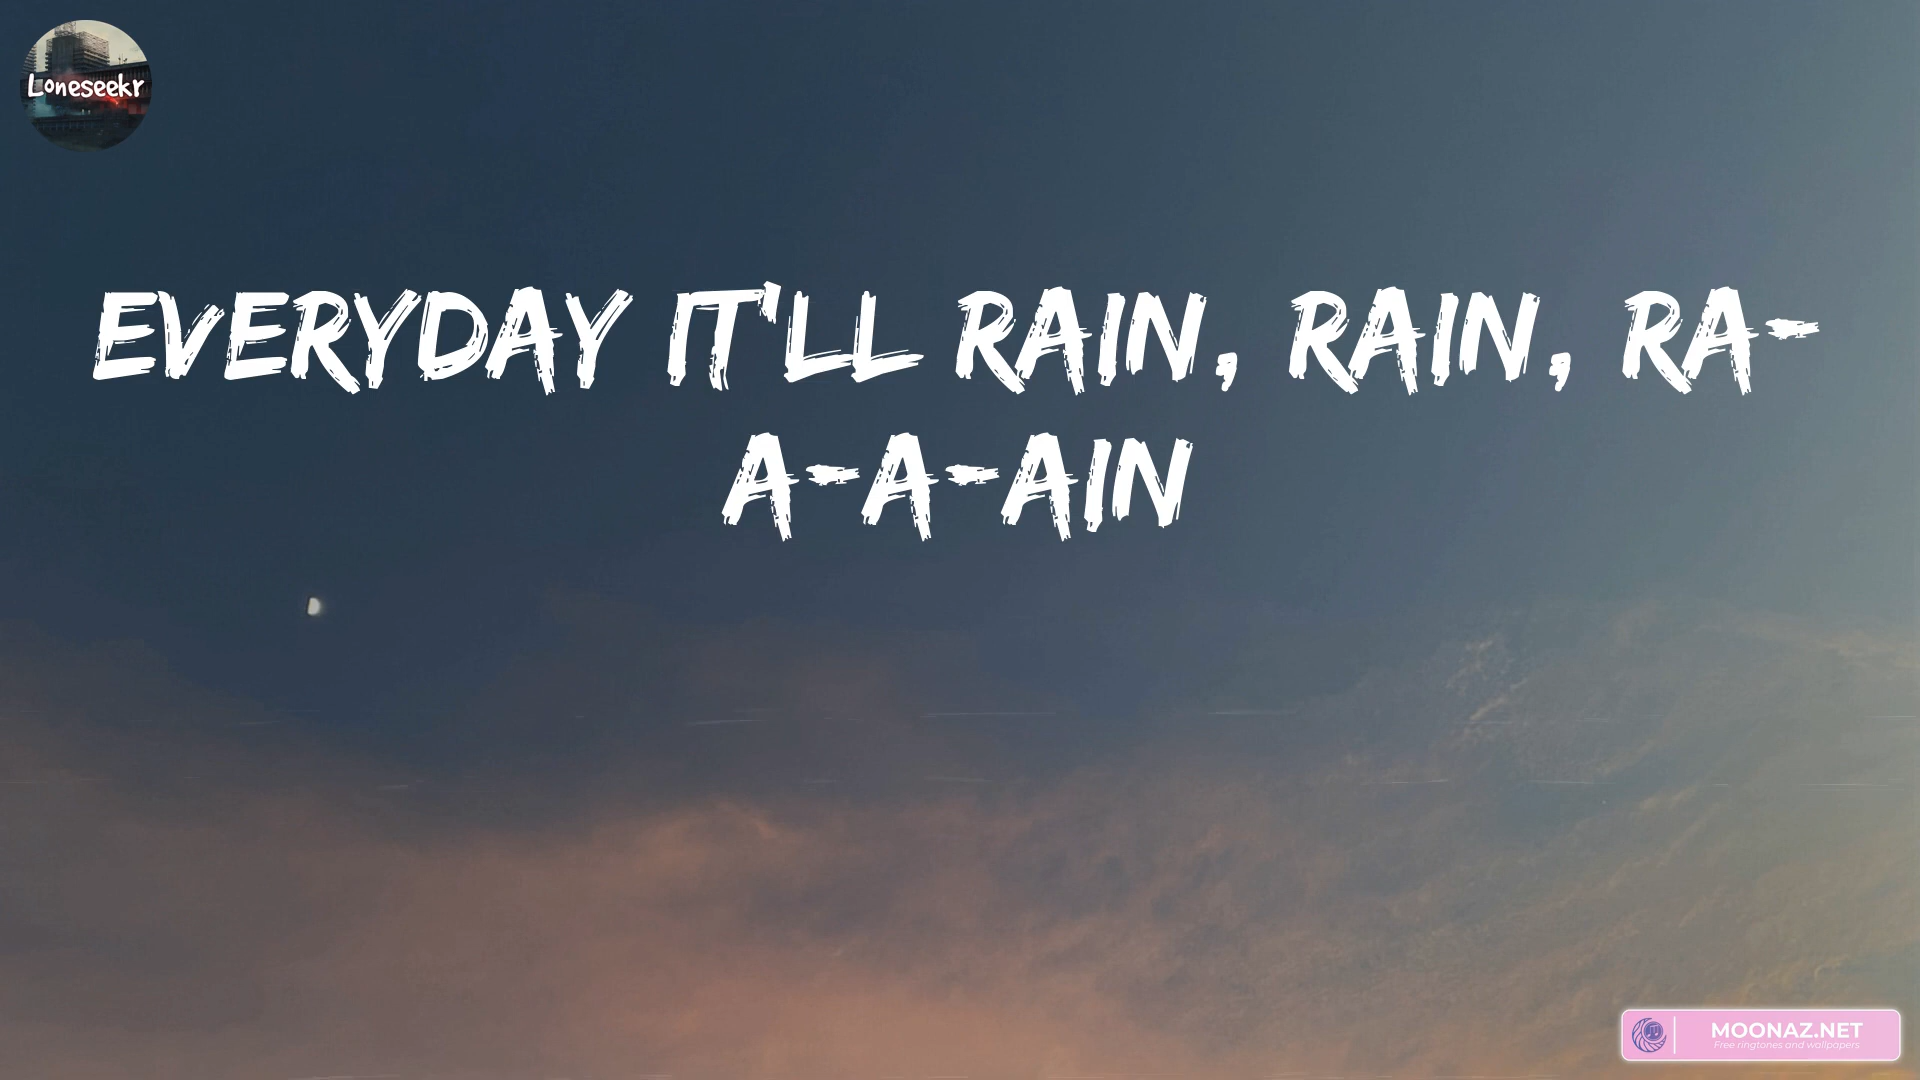 Loneseekr
EVERYDAY IT'LL RAIN, RAIN, RA-
A-A-AIN
MOONAZ.NET
Free ringtones and wallpapers